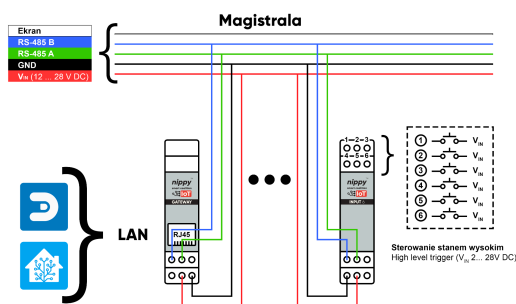 Magistrala
Ekran
RS-485 B
RS-485 A
GND
VIN (12 ... 28 V DC)
1-2-3
4-5-6
nippy
IoT
GATEWAY
RJ45
nippy
IoT
INPUT
LAN
1 VIN
2 VIN
3 VIN
4 VIN
5 VIN
6 VIN
Sterowanie stanem wysokim
High level trigger (VIN 2... 28V DC)